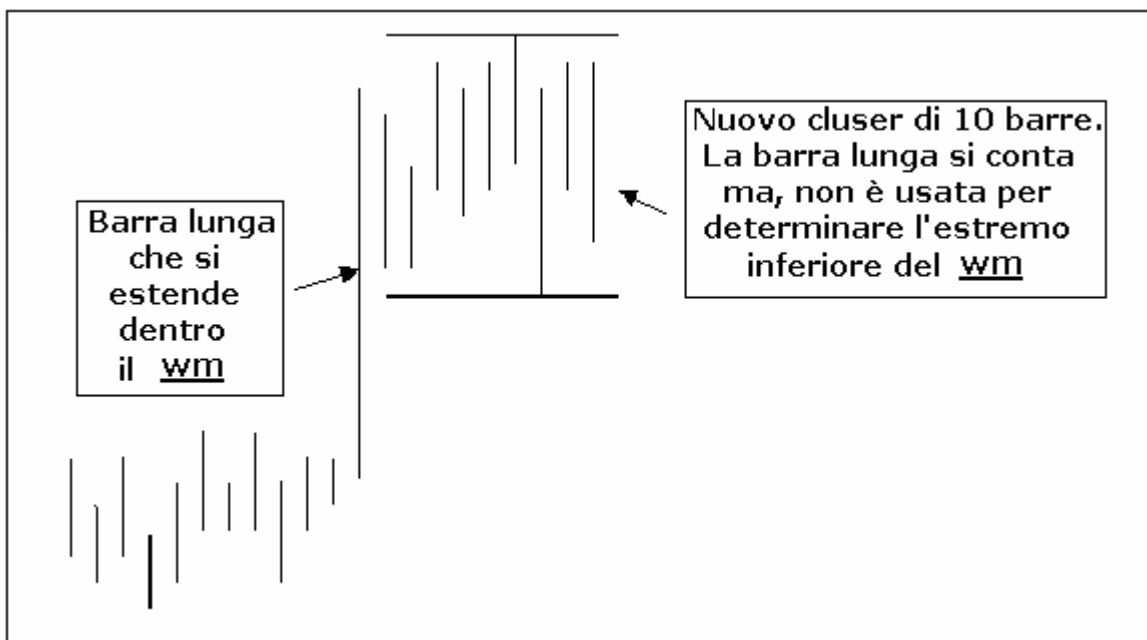 Barra lunga
che si
estende
dentro
il wm
Nuovo cluser di 10 barre.
La barra lunga si conta
ma, non è usata per
determinare l'estremo
inferiore del wm